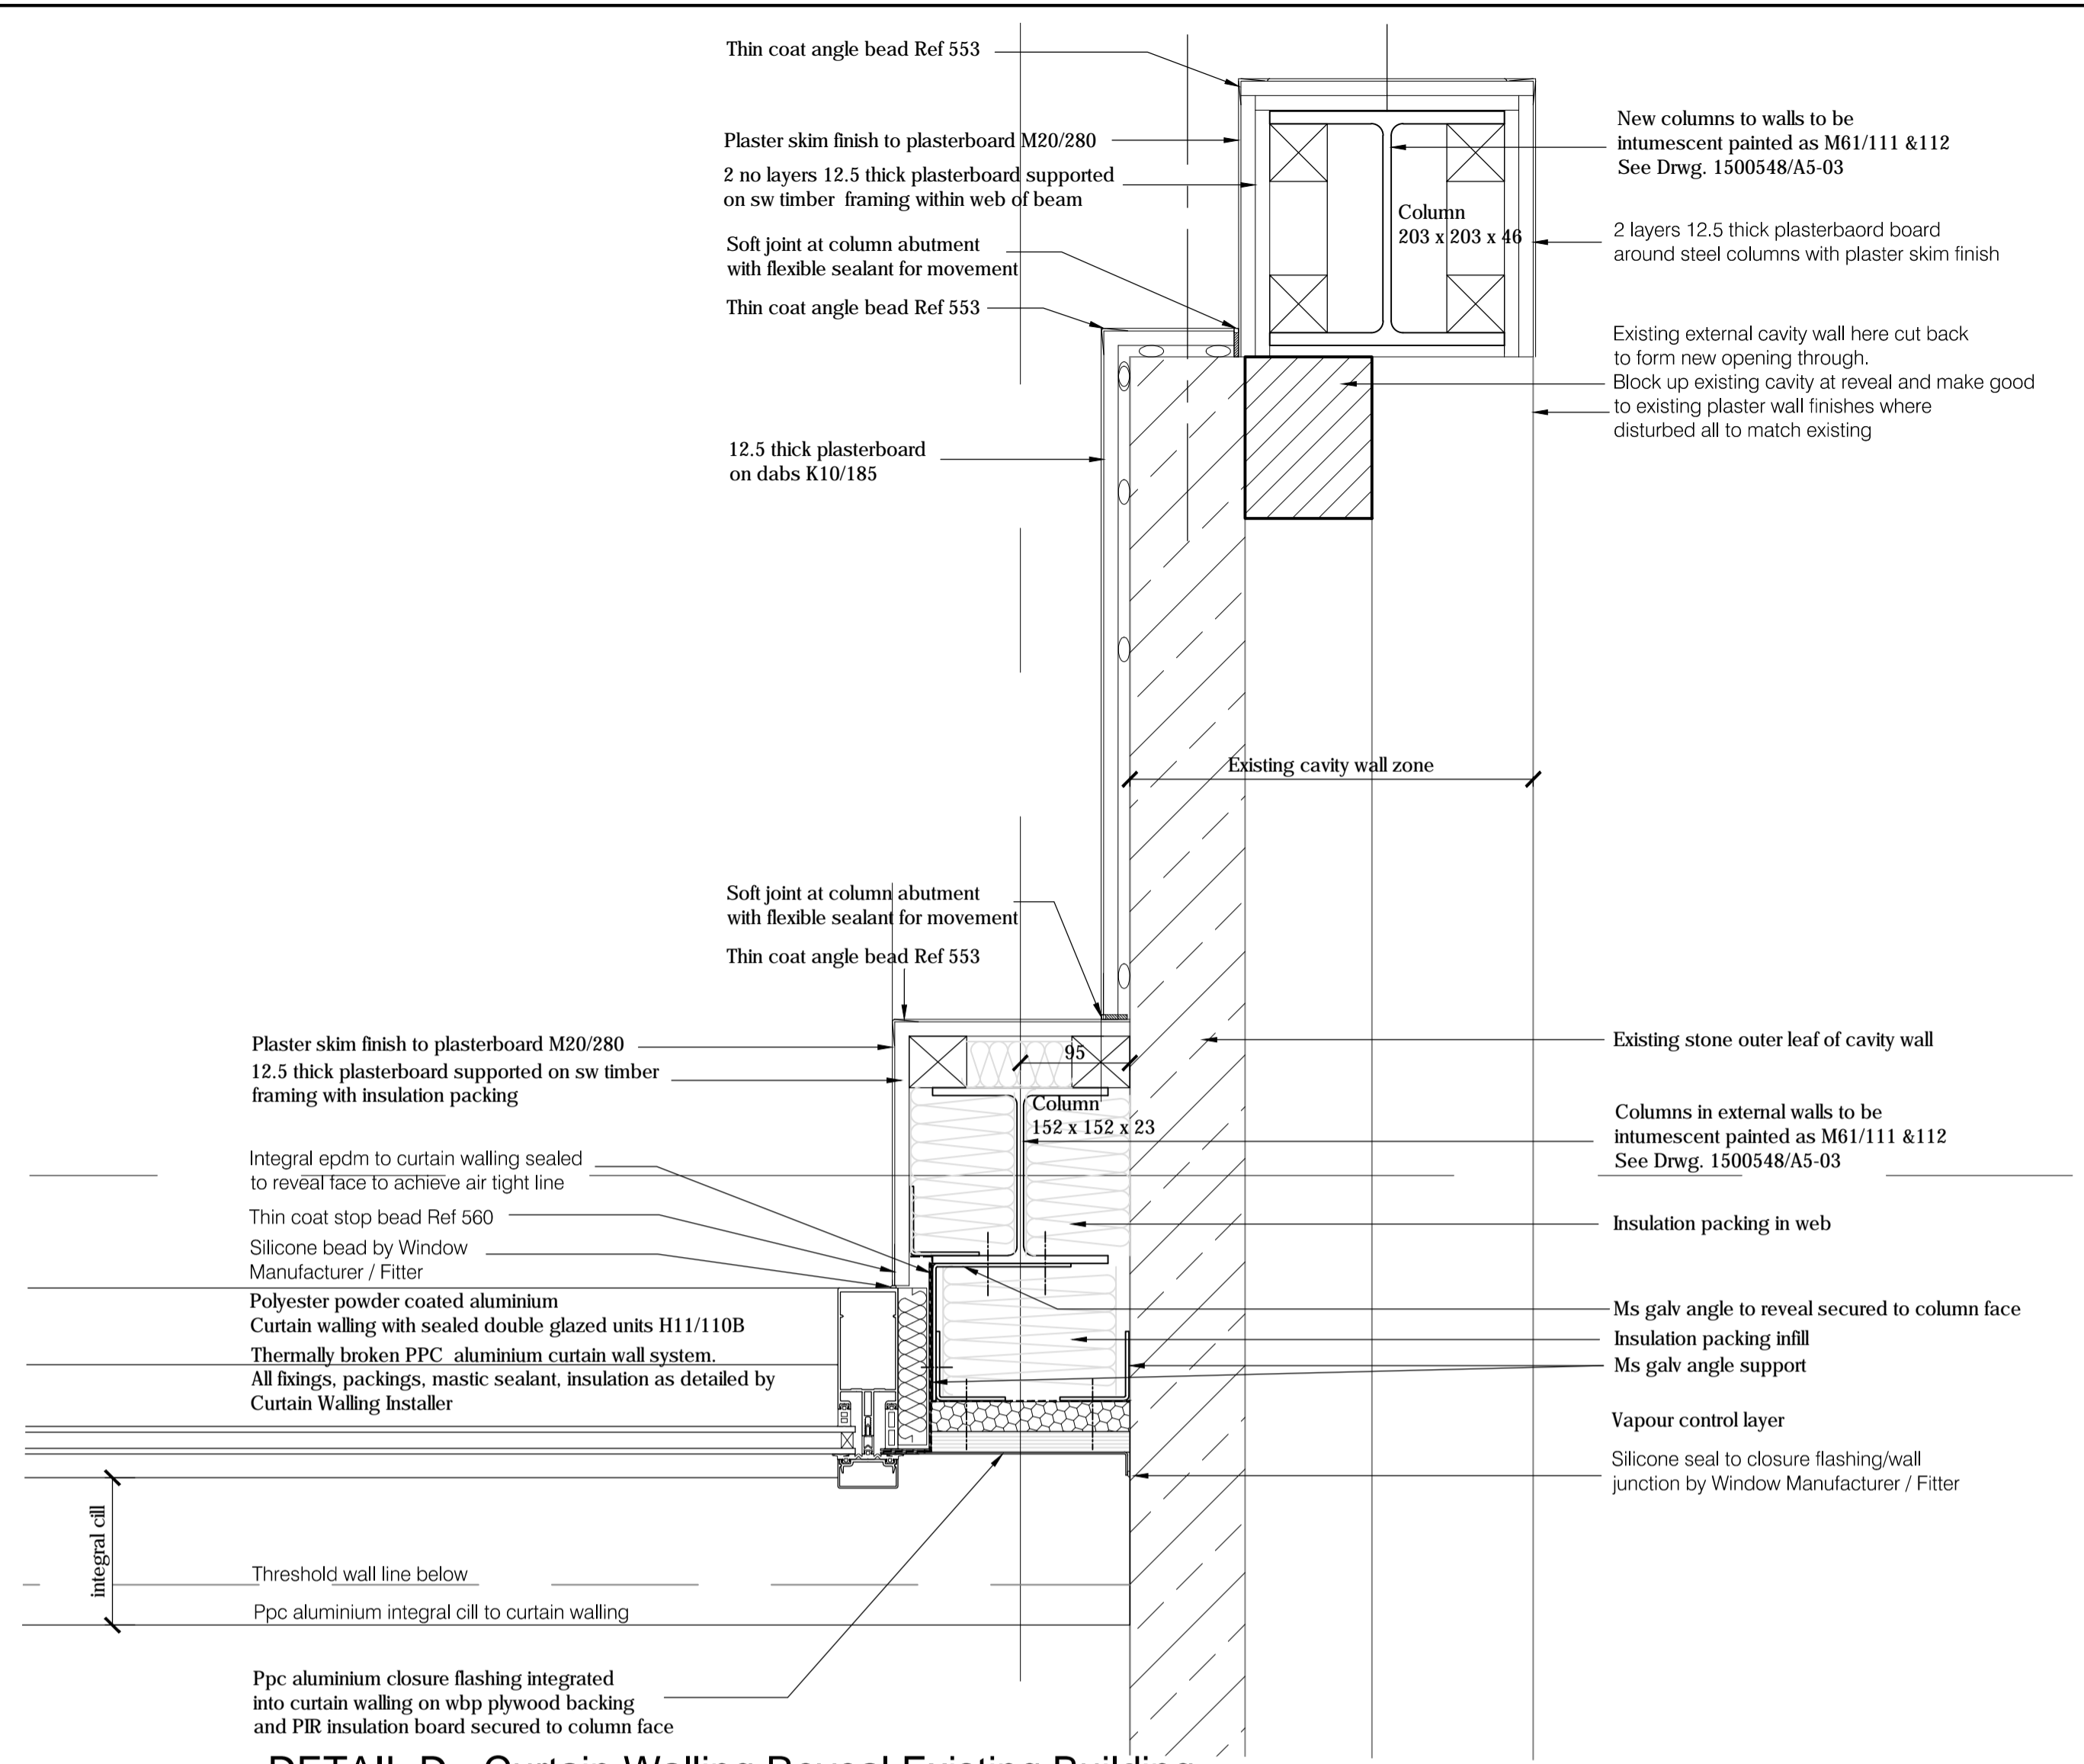 Thin coat angle bead Ref 553
Plaster skim finish to plasterboard M20/280
2 no layers 12.5 thick plasterboard supported
on sw timber framing within web of beam
Soft joint at column abutment
with flexible sealant for movement
Thin coat angle bead Ref 553
12.5 thick plasterboard
on dabs K10/185
New columns to walls to be
intumescent painted as M61/111 &112
See Drwg. 1500548/A5-03
Column
203 x 203 x 46
2 layers 12.5 thick plasterbaord board
around steel columns with plaster skim finish
Existing external cavity wall here cut back
to form new opening through.
Block up existing cavity at reveal and make good
to existing plaster wall finishes where
disturbed all to match existing
Existing cavity wall zone
Soft joint at column abutment
with flexible sealant for movement
Thin coat angle bead Ref 553
Plaster skim finish to plasterboard M20/280
12.5 thick plasterboard supported on sw timber
framing with insulation packing
Integral epdm to curtain walling sealed
to reveal face to achieve air tight line
Thin coat stop bead Ref 560
Silicone bead by Window
Manufacturer / Fitter
Polyester powder coated aluminium
Curtain walling with sealed double glazed units H11/110B
Thermally broken PPC aluminium curtain wall system.
All fixings, packings, mastic sealant, insulation as detailed by
Curtain Walling Installer
95
Column
152 x 152 x 23
Existing stone outer leaf of cavity wall
Columns in external walls to be
intumescent painted as M61/111 &112
See Drwg. 1500548/A5-03
Insulation packing in web
Ms galv angle to reveal secured to column face
Insulation packing infill
Ms galv angle support
Vapour control layer
Silicone seal to closure flashing/wall
junction by Window Manufacturer / Fitter
integral cill
Threshold wall line below
Ppc aluminium integral cill to curtain walling
Ppc aluminium closure flashing integrated
into curtain walling on wbp plywood backing
and PIR insulation board secured to column face
DETAIL D - Curtain Walling Reveal Existing Building